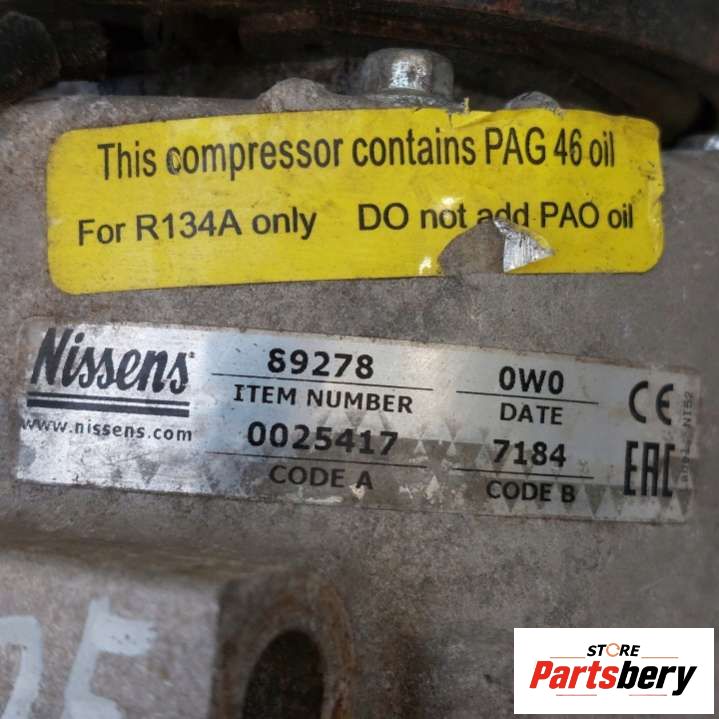 This compressor contains PAG 46 oil
For R134A only DO not add PAO oil
Nissens
www.nissens.com
89278
ITEM NUMBER
0025417
CODE A
0W0
DATE
7184
CODE B
CE
EAC
STORE
Partsbery